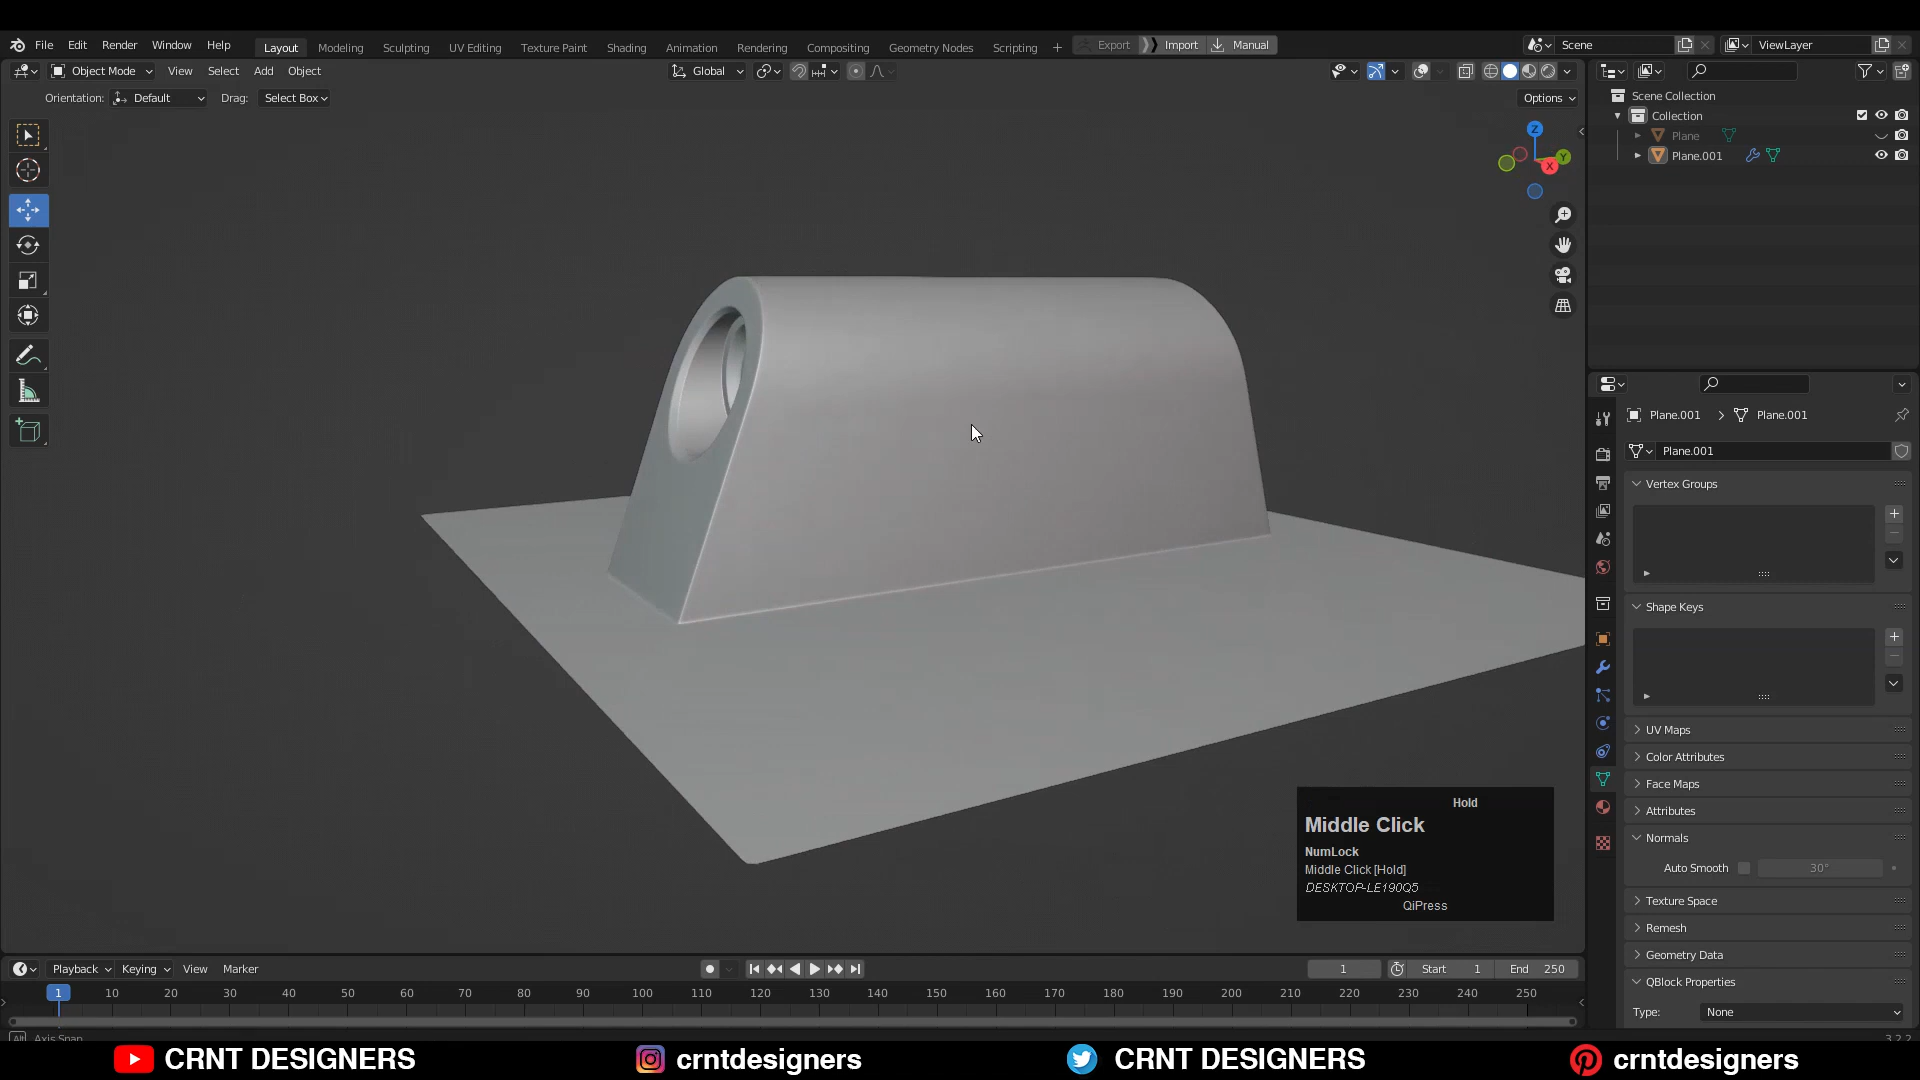 File Edit Render Window Help Layout Modeling Sculpting UV Editing Texture Paint Shading Animation Rendering Compositing Geometry Nodes Scripting + Export Import Manual Scene ViewLayer
Object Mode View Select Add Object Global
Orientation: Default Drag: Select Box Options
Scene Collection
Collection
Plane
Plane.001
Z
Y
X
Plane.001 > Plane.001
Plane.001
Vertex Groups
Shape Keys
UV Maps
Color Attributes
Face Maps
Attributes
Normals
Auto Smooth 30°
Texture Space
Remesh
Geometry Data
QBlock Properties
Type: None
Hold
Middle Click
NumLock
Middle Click [Hold]
DESKTOP-LE190Q5
QiPress
Playback Keying View Marker 1 Start 1 End 250
1 10 20 30 40 50 60 70 80 90 100 110 120 130 140 150 160 170 180 190 200 210 220 230 240 250
Alt Axis Snap 3.2.2
CRNT DESIGNERS crntdesigners CRNT DESIGNERS crntdesigners